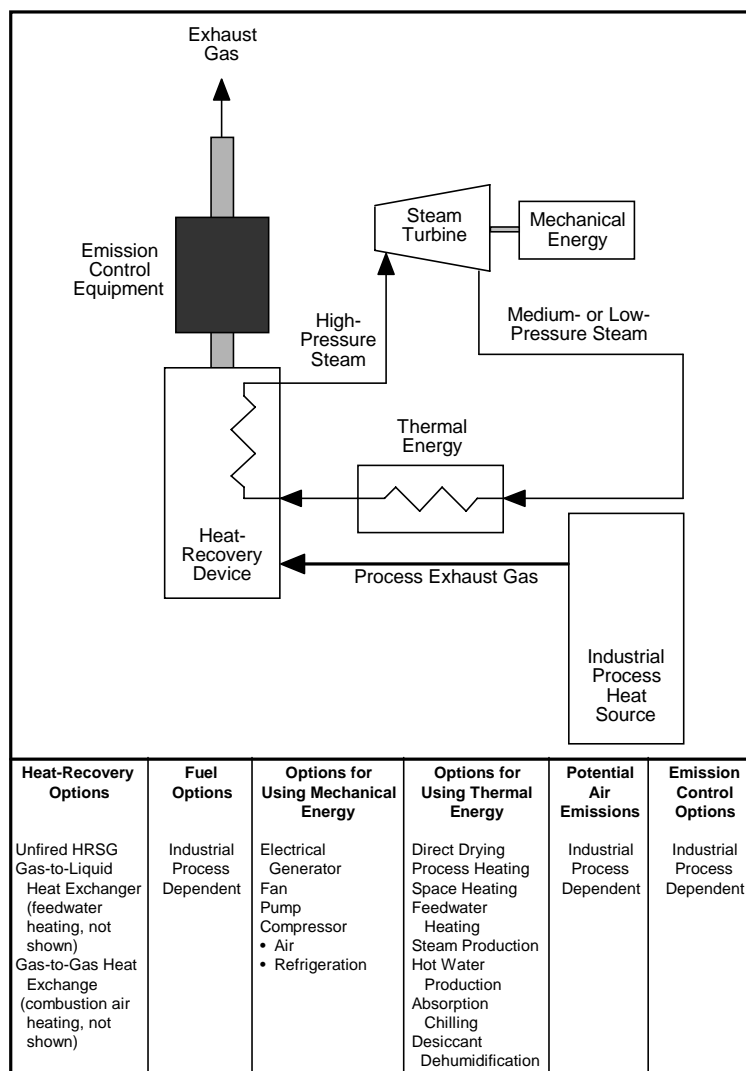 Exhaust
Gas
Emission
Control
Equipment
Steam
Turbine
Mechanical
Energy
High-
Pressure
Steam
Medium- or Low-
Pressure Steam
Thermal
Energy
Heat-
Recovery
Device
Process Exhaust Gas
Industrial
Process
Heat
Source
Heat-Recovery
Options
Unfired HRSG
Gas-to-Liquid
Heat Exchanger
(feedwater
heating, not
shown)
Gas-to-Gas Heat
Exchange
(combustion air
heating, not
shown)
Fuel
Options
Industrial
Process
Dependent
Options for
Using Mechanical
Energy
Electrical
Generator
Fan
Pump
Compressor
• Air
• Refrigeration
Options for
Using Thermal
Energy
Direct Drying
Process Heating
Space Heating
Feedwater
Heating
Steam Production
Hot Water
Production
Absorption
Chilling
Desiccant
Dehumidification
Potential
Air
Emissions
Industrial
Process
Dependent
Emission
Control
Options
Industrial
Process
Dependent